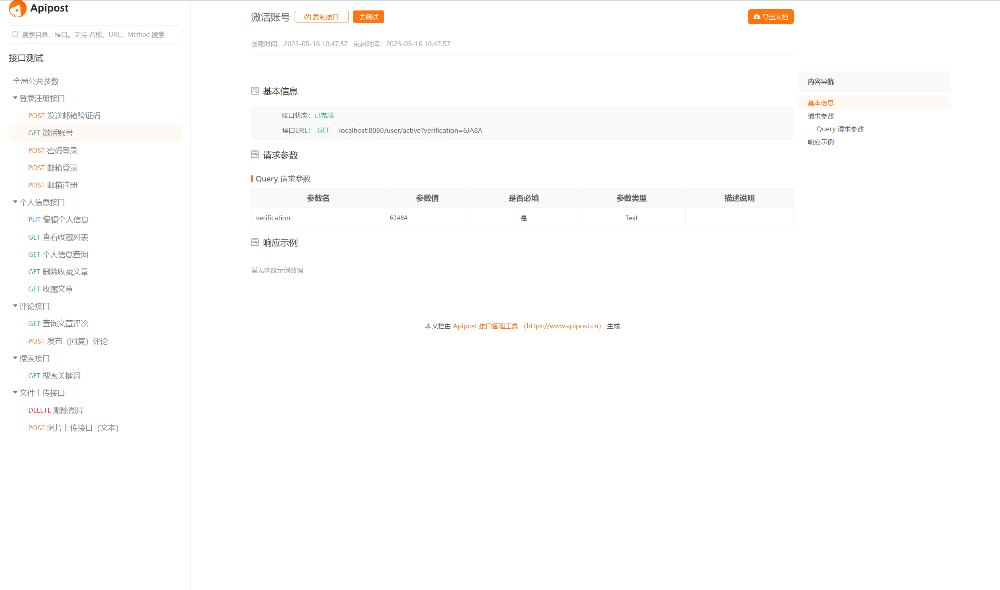 Apipost
搜索目录、接口。支持 名称、URL、Method 搜索
接口测试
全局公共参数
登录注册接口
POST 发送邮箱验证码
GET 激活账号
POST 密码登录
POST 邮箱登录
POST 邮箱注册
个人信息接口
PUT 编辑个人信息
GET 查看收藏列表
GET 个人信息查询
GET 删除收藏文章
GET 收藏文章
评论接口
GET 查询文章评论
POST 发布（回复）评论
搜索接口
GET 搜索关键词
文件上传接口
DELETE 删除图片
POST 图片上传接口（文本）
激活账号 复制接口 去调试 导出文档
创建时间：2023-05-16 10:47:57 更新时间：2023-05-16 10:47:57
基本信息
接口状态：已完成
接口URL： GET localhost:8080/user/active?verification=6JA8A
请求参数
Query 请求参数
参数名 参数值 是否必填 参数类型 描述说明
verification 6JA8A 是 Text
响应示例
暂无响应示例数据
本文档由 Apipost 接口管理工具 （https://www.apipost.cn） 生成
内容导航
基本信息
请求参数
Query 请求参数
响应示例